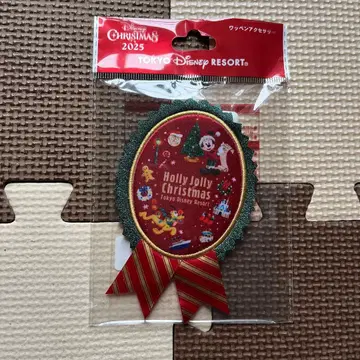 Disney
CHRISTMAS
2025
ワッペンアクセサリー
TOKYO Disney RESORT®
Holly Jolly
Christmas
Tokyo Disney Resort